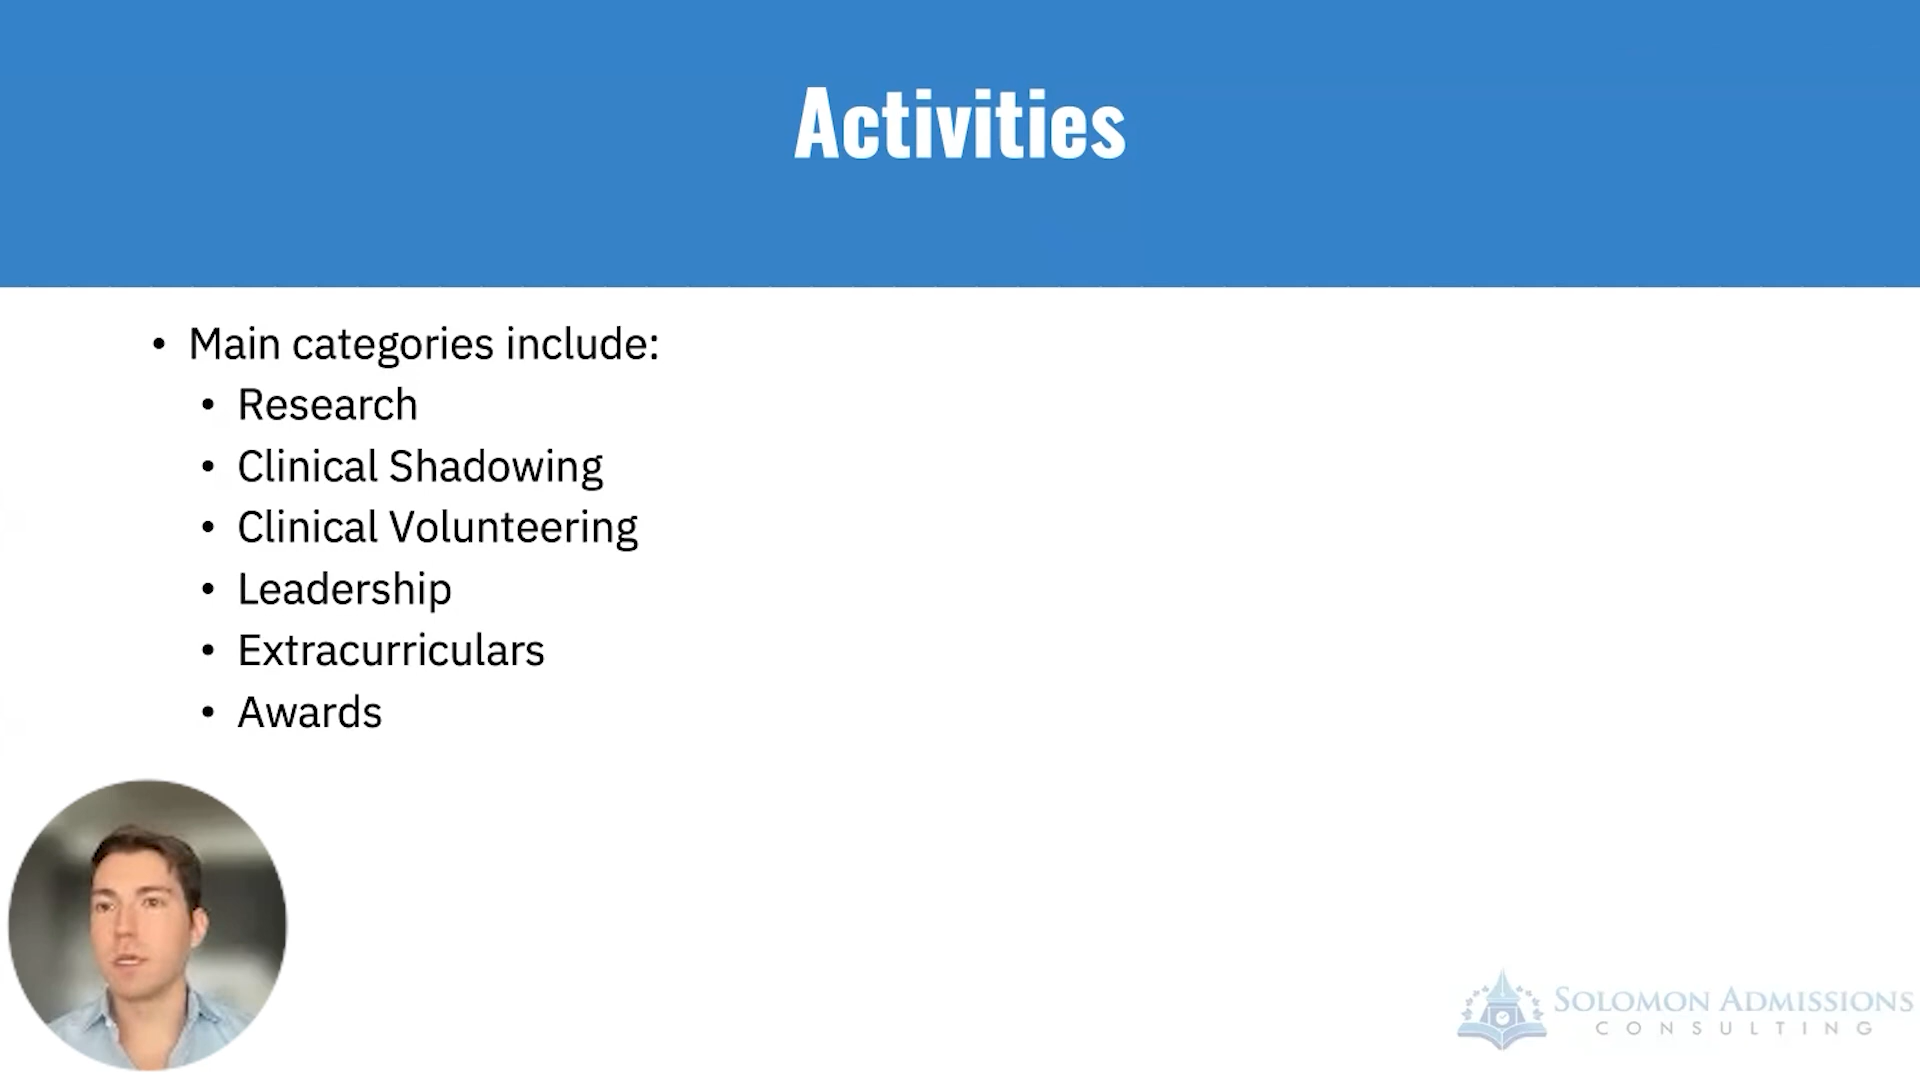 Activities
• Main categories include:
• Research
• Clinical Shadowing
• Clinical Volunteering
• Leadership
• Extracurriculars
• Awards
SOLOMON ADMISSIONS
CONSULTING